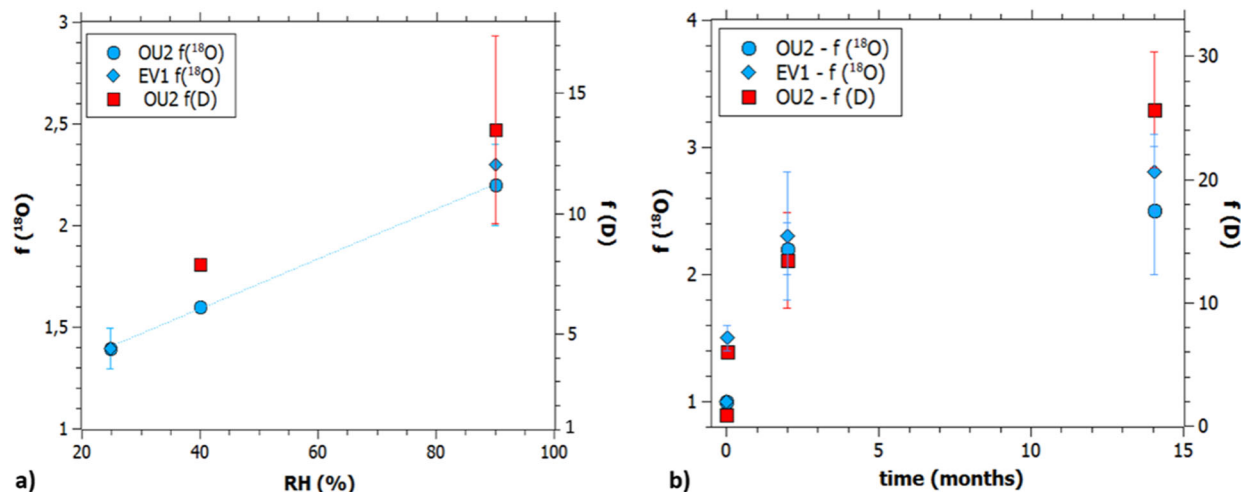 3
2,5
2
1,5
1
f (¹⁸O)
OU2 f(¹⁸O)
EV1 f(¹⁸O)
OU2 f(D)
15
10
5
1
f (D)
20 40 60 80 100
RH (%)
a)
4
3
2
1
f (¹⁸O)
OU2 - f (¹⁸O)
EV1 - f (¹⁸O)
OU2 - f (D)
30
20
10
0
f (D)
0 5 10 15
time (months)
b)